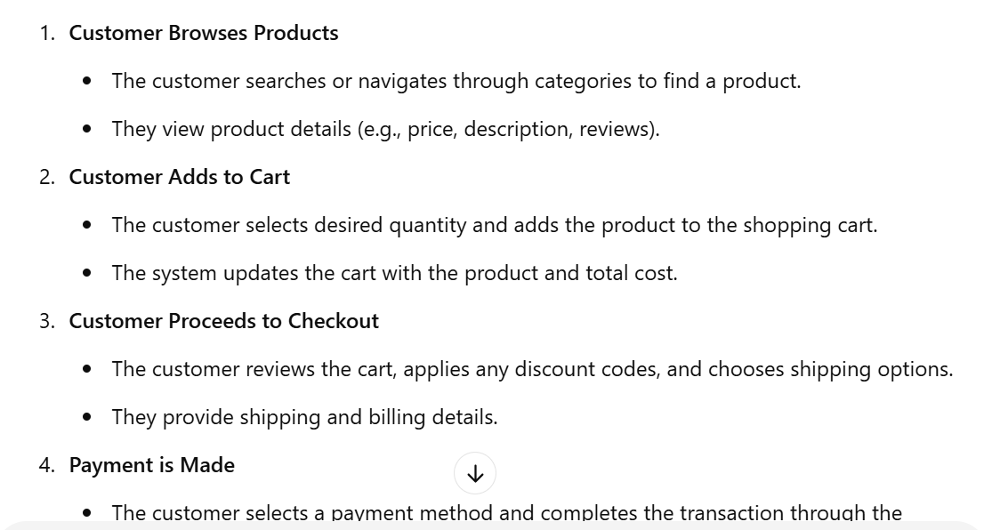 1. Customer Browses Products
• The customer searches or navigates through categories to find a product.
• They view product details (e.g., price, description, reviews).
2. Customer Adds to Cart
• The customer selects desired quantity and adds the product to the shopping cart.
• The system updates the cart with the product and total cost.
3. Customer Proceeds to Checkout
• The customer reviews the cart, applies any discount codes, and chooses shipping options.
• They provide shipping and billing details.
4. Payment is Made
• The customer selects a payment method and completes the transaction through the